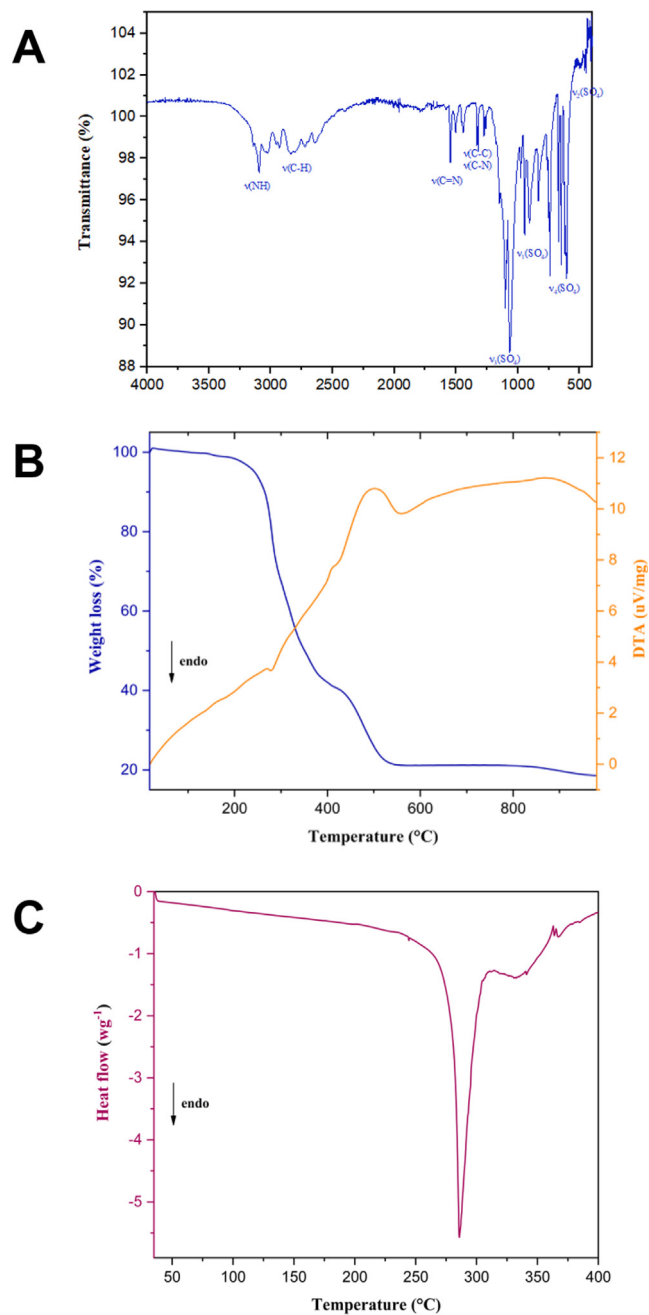 A
104
102
100
98
96
94
92
90
88
Transmittance (%)
ν(NH)
ν(C-H)
ν(C=N)
ν(C-C)
ν(C-N)
ν₃(SO₄)
ν₁(SO₄)
ν₄(SO₄)
ν₂(SO₄)
4000 3500 3000 2500 2000 1500 1000 500
B
100
80
60
40
20
Weight loss (%)
endo
12
10
8
6
4
2
0
DTA (uV/mg)
200 400 600 800
Temperature (°C)
C
0
-1
-2
-3
-4
-5
Heat flow (wg⁻¹)
endo
50 100 150 200 250 300 350 400
Temperature (°C)